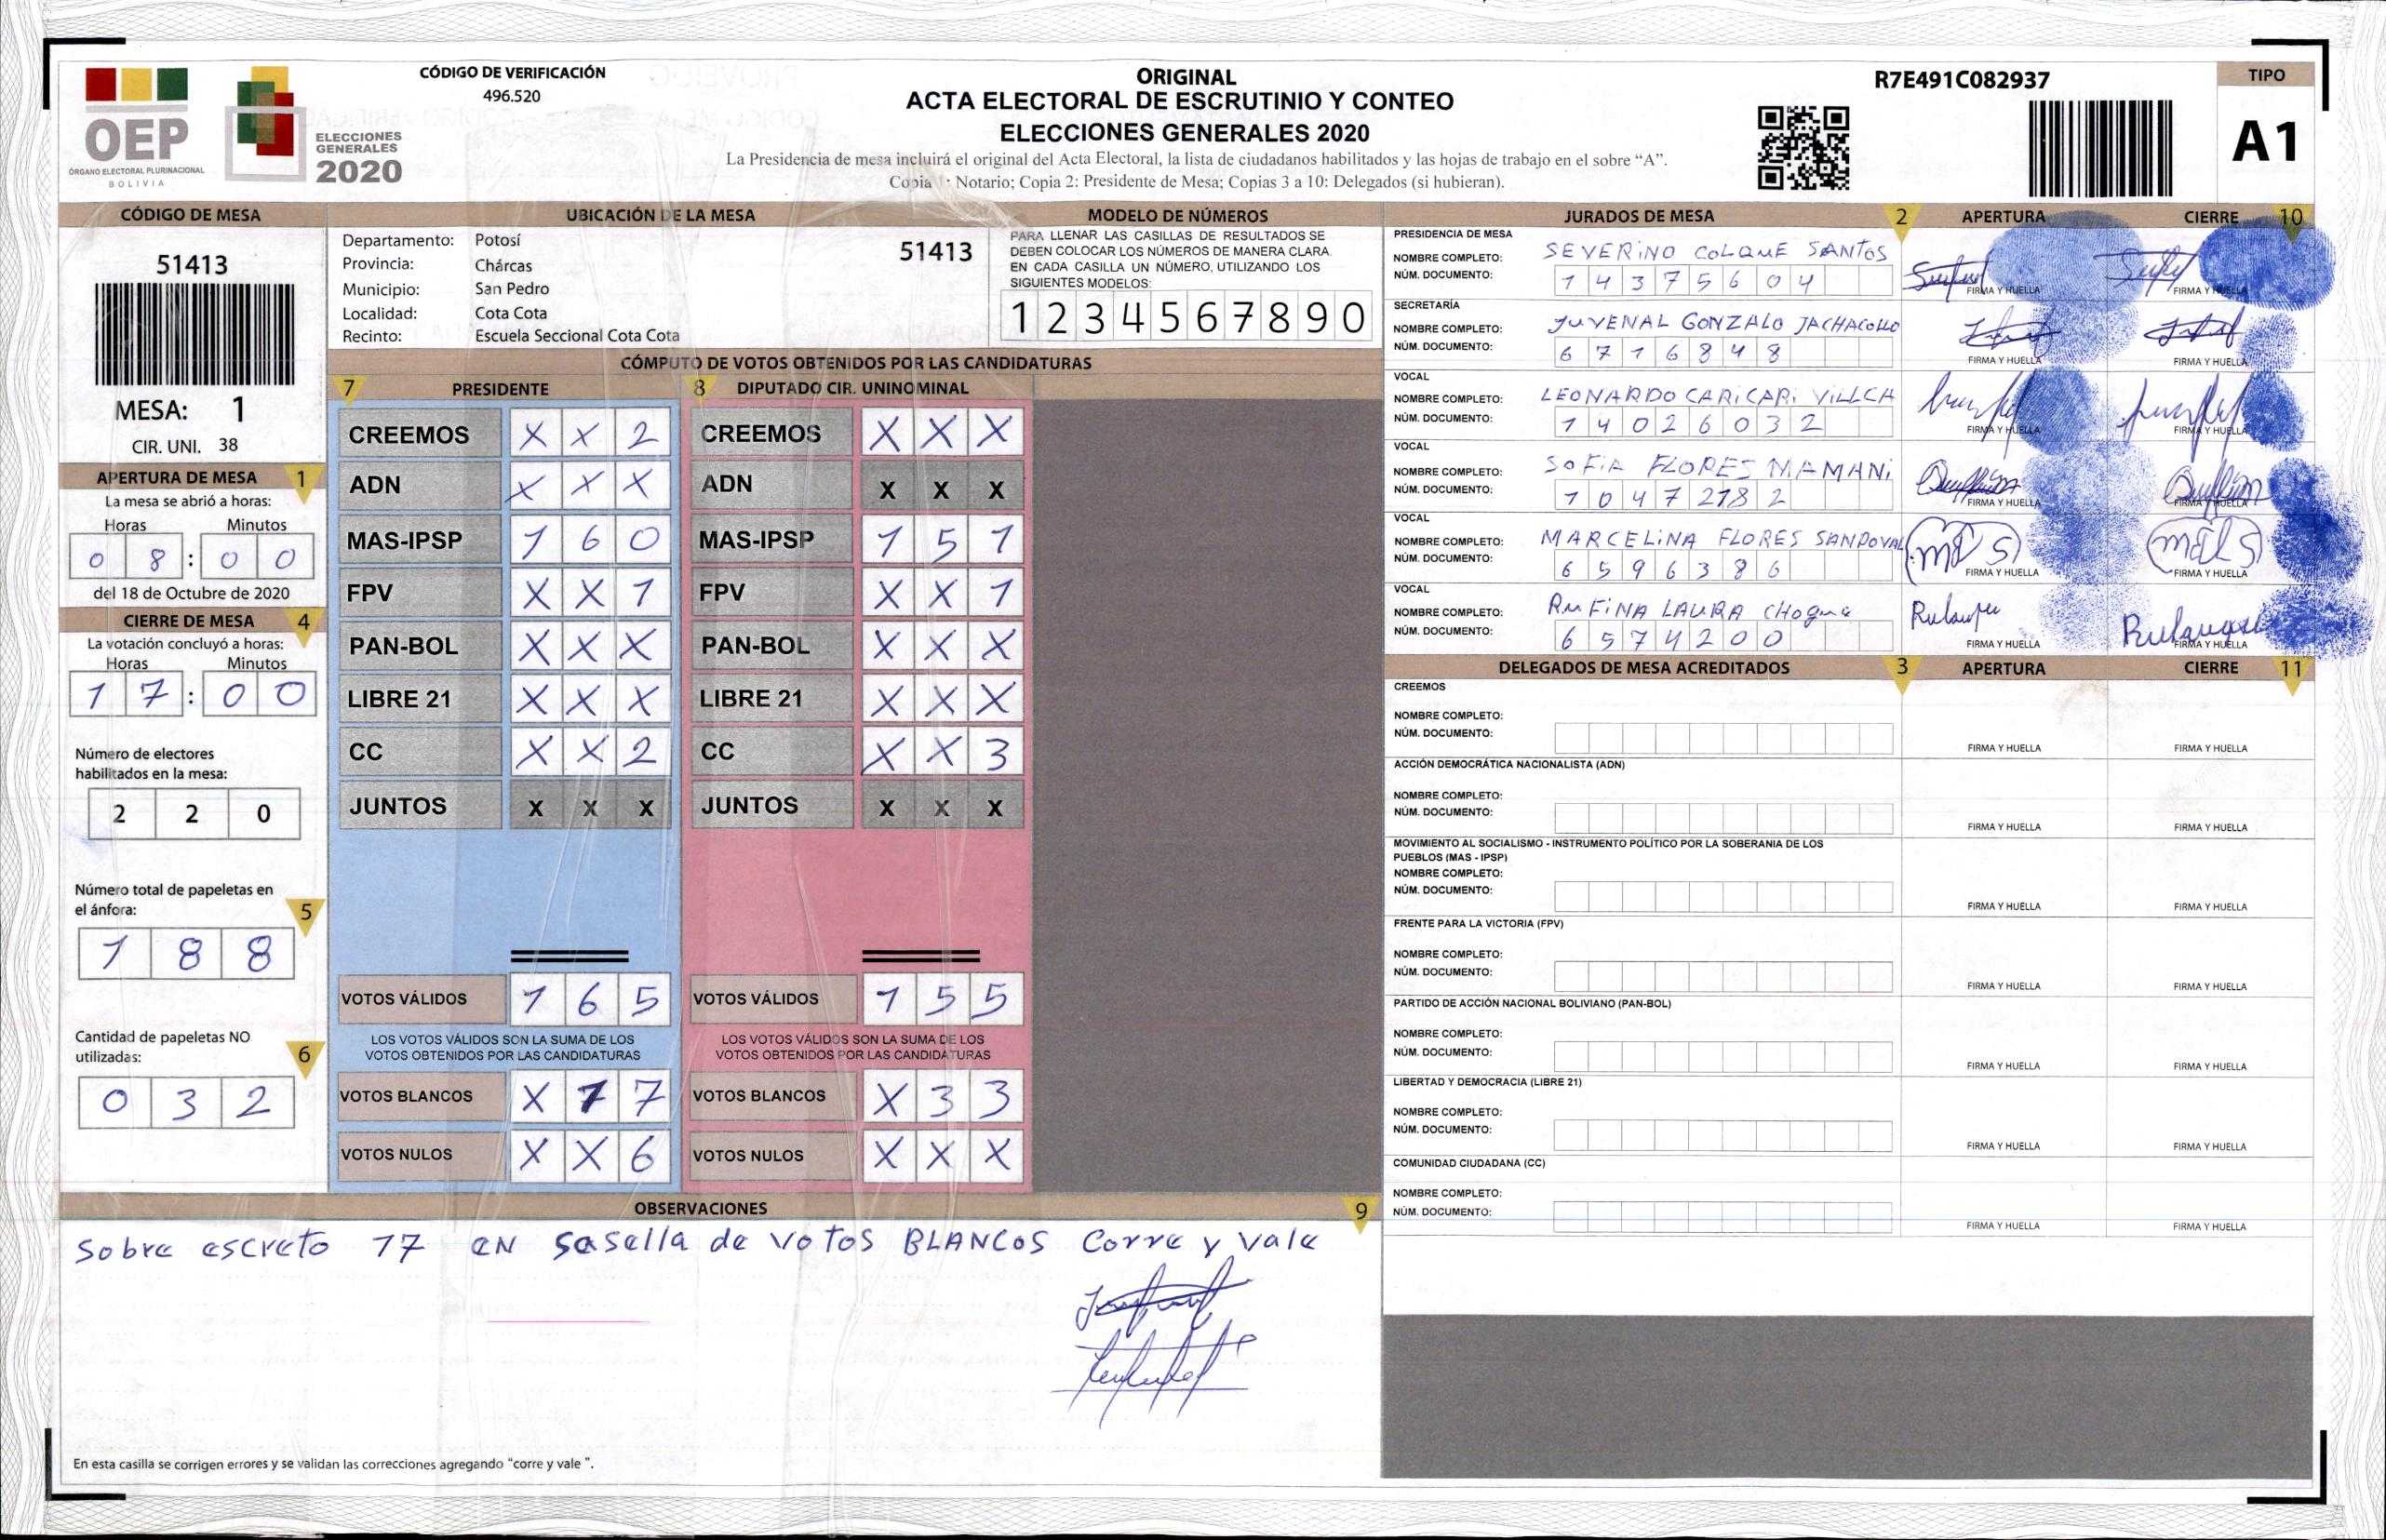 CÓDIGO DE VERIFICACIÓN
496.520
OEP
ÓRGANO ELECTORAL PLURINACIONAL
BOLIVIA
ELECCIONES
GENERALES
2020
ORIGINAL
ACTA ELECTORAL DE ESCRUTINIO Y CONTEO
ELECCIONES GENERALES 2020
La Presidencia de mesa incluirá el original del Acta Electoral, la lista de ciudadanos habilitados y las hojas de trabajo en el sobre “A”.
Copia 1: Notario; Copia 2: Presidente de Mesa; Copias 3 a 10: Delegados (si hubieran).
R7E491C082937
TIPO
A1
CÓDIGO DE MESA
51413
MESA: 1
CIR. UNI. 38
APERTURA DE MESA 1
La mesa se abrió a horas:
Horas Minutos
0 8 : 0 0
del 18 de Octubre de 2020
CIERRE DE MESA 4
La votación concluyó a horas:
Horas Minutos
1 7 : 0 0
Número de electores
habilitados en la mesa:
2 2 0
Número total de papeletas en
el ánfora: 5
1 8 8
Cantidad de papeletas NO
utilizadas: 6
0 3 2
UBICACIÓN DE LA MESA
Departamento: Potosí
Provincia: Chárcas
Municipio: San Pedro
Localidad: Cota Cota
Recinto: Escuela Seccional Cota Cota
51413
MODELO DE NÚMEROS
PARA LLENAR LAS CASILLAS DE RESULTADOS SE
DEBEN COLOCAR LOS NÚMEROS DE MANERA CLARA.
EN CADA CASILLA UN NÚMERO, UTILIZANDO LOS
SIGUIENTES MODELOS:
1 2 3 4 5 6 7 8 9 0
CÓMPUTO DE VOTOS OBTENIDOS POR LAS CANDIDATURAS
7 PRESIDENTE
CREEMOS X X 2
ADN X X X
MAS-IPSP 1 6 0
FPV X X 1
PAN-BOL X X X
LIBRE 21 X X X
CC X X 2
JUNTOS X X X
VOTOS VÁLIDOS 1 6 5
LOS VOTOS VÁLIDOS SON LA SUMA DE LOS
VOTOS OBTENIDOS POR LAS CANDIDATURAS
VOTOS BLANCOS X 1 7
VOTOS NULOS X X 6
8 DIPUTADO CIR. UNINOMINAL
CREEMOS X X X
ADN X X X
MAS-IPSP 1 5 1
FPV X X 1
PAN-BOL X X X
LIBRE 21 X X X
CC X X 3
JUNTOS X X X
VOTOS VÁLIDOS 1 5 5
LOS VOTOS VÁLIDOS SON LA SUMA DE LOS
VOTOS OBTENIDOS POR LAS CANDIDATURAS
VOTOS BLANCOS X 3 3
VOTOS NULOS X X X
OBSERVACIONES 9
Sobre escreto 17 en sasella de votos BLANCOS Corre y vale
En esta casilla se corrigen errores y se validan las correcciones agregando “corre y vale ”.
JURADOS DE MESA 2 APERTURA CIERRE 10
PRESIDENCIA DE MESA
NOMBRE COMPLETO: SEVERINO COLQUE SANTOS
NÚM. DOCUMENTO: 1 4 3 7 5 6 0 4
FIRMA Y HUELLA FIRMA Y HUELLA
SECRETARÍA
NOMBRE COMPLETO: JUVENAL GONZALO JACHACOLLO
NÚM. DOCUMENTO: 6 7 1 6 8 4 8
FIRMA Y HUELLA FIRMA Y HUELLA
VOCAL
NOMBRE COMPLETO: LEONARDO CARICARI VILLCA
NÚM. DOCUMENTO: 1 4 0 2 6 0 3 2
FIRMA Y HUELLA FIRMA Y HUELLA
VOCAL
NOMBRE COMPLETO: SOFIA FLORES MAMANI
NÚM. DOCUMENTO: 1 0 4 7 2 1 8 2
FIRMA Y HUELLA FIRMA Y HUELLA
VOCAL
NOMBRE COMPLETO: MARCELINA FLORES SANDOVAL
NÚM. DOCUMENTO: 6 5 9 6 3 8 6
FIRMA Y HUELLA FIRMA Y HUELLA
VOCAL
NOMBRE COMPLETO: RUFINA LAURA CHOQUE
NÚM. DOCUMENTO: 6 5 7 4 2 0 0
FIRMA Y HUELLA FIRMA Y HUELLA
DELEGADOS DE MESA ACREDITADOS 3 APERTURA CIERRE 11
CREEMOS
NOMBRE COMPLETO:
NÚM. DOCUMENTO:
FIRMA Y HUELLA FIRMA Y HUELLA
ACCIÓN DEMOCRÁTICA NACIONALISTA (ADN)
NOMBRE COMPLETO:
NÚM. DOCUMENTO:
FIRMA Y HUELLA FIRMA Y HUELLA
MOVIMIENTO AL SOCIALISMO - INSTRUMENTO POLÍTICO POR LA SOBERANIA DE LOS
PUEBLOS (MAS - IPSP)
NOMBRE COMPLETO:
NÚM. DOCUMENTO:
FIRMA Y HUELLA FIRMA Y HUELLA
FRENTE PARA LA VICTORIA (FPV)
NOMBRE COMPLETO:
NÚM. DOCUMENTO:
FIRMA Y HUELLA FIRMA Y HUELLA
PARTIDO DE ACCIÓN NACIONAL BOLIVIANO (PAN-BOL)
NOMBRE COMPLETO:
NÚM. DOCUMENTO:
FIRMA Y HUELLA FIRMA Y HUELLA
LIBERTAD Y DEMOCRACIA (LIBRE 21)
NOMBRE COMPLETO:
NÚM. DOCUMENTO:
FIRMA Y HUELLA FIRMA Y HUELLA
COMUNIDAD CIUDADANA (CC)
NOMBRE COMPLETO:
NÚM. DOCUMENTO:
FIRMA Y HUELLA FIRMA Y HUELLA